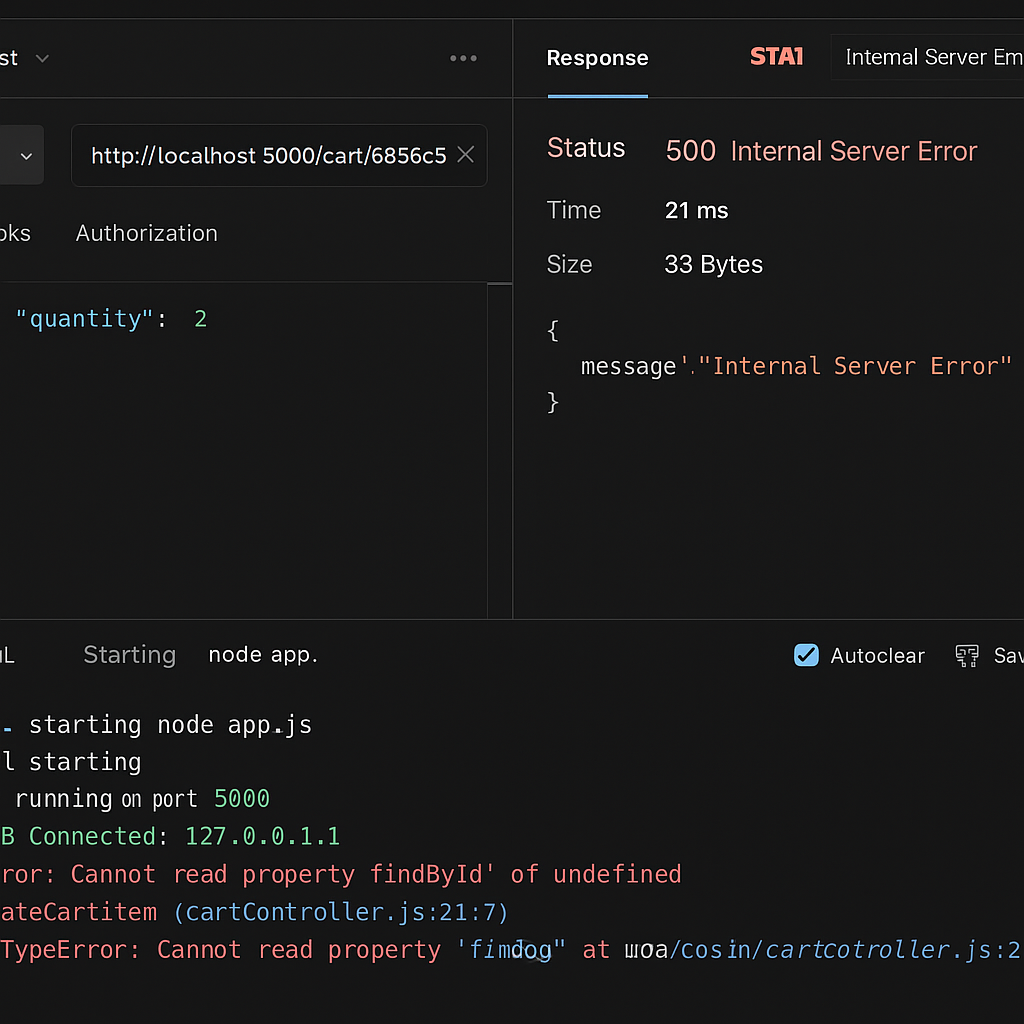 st
Response STA1 Intemal Server Em
http://localhost 5000/cart/6856c5
Status 500 Internal Server Error
Time 21 ms
oks Authorization
Size 33 Bytes
"quantity": 2
{
message'."Internal Server Error"
}
L Starting node app. Autoclear Sav
starting node app.js
l starting
running on port 5000
B Connected: 127.0.0.1.1
ror: Cannot read property findById' of undefined
ateCartitem (cartController.js:21:7)
TypeError: Cannot read property at /cosin/cartcotroller.js:2